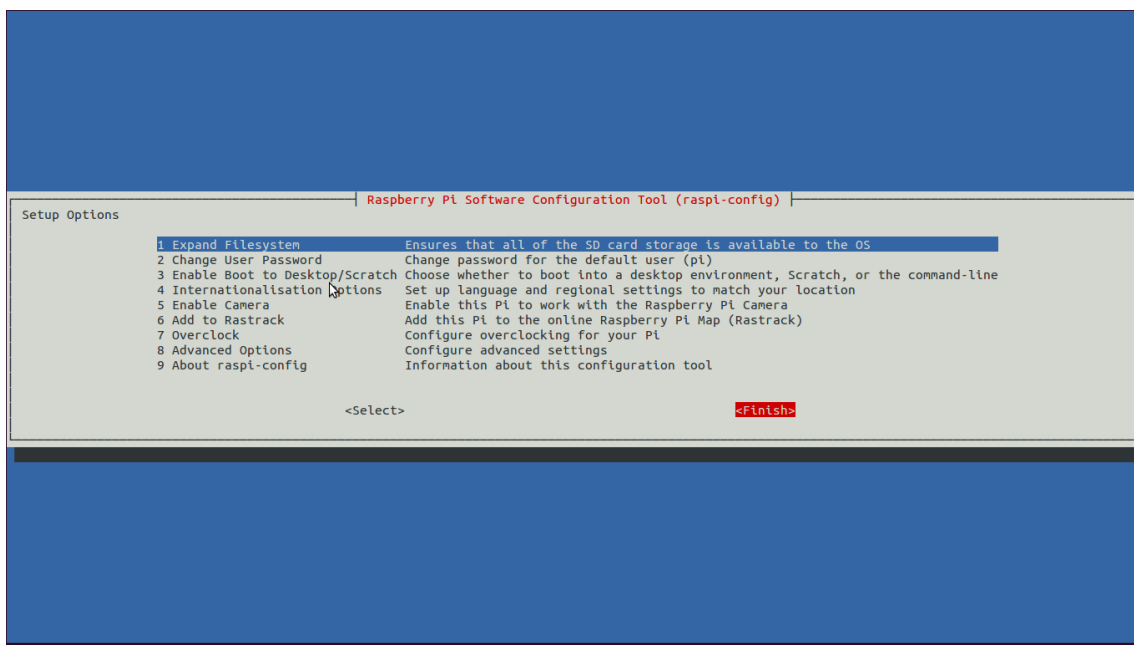 Raspberry Pi Software Configuration Tool (raspi-config)
Setup Options
1 Expand Filesystem Ensures that all of the SD card storage is available to the OS
2 Change User Password Change password for the default user (pi)
3 Enable Boot to Desktop/Scratch Choose whether to boot into a desktop environment, Scratch, or the command-line
4 Internationalisation Options Set up language and regional settings to match your location
5 Enable Camera Enable this Pi to work with the Raspberry Pi Camera
6 Add to Rastrack Add this Pi to the online Raspberry Pi Map (Rastrack)
7 Overclock Configure overclocking for your Pi
8 Advanced Options Configure advanced settings
9 About raspi-config Information about this configuration tool
<Select> <Finish>